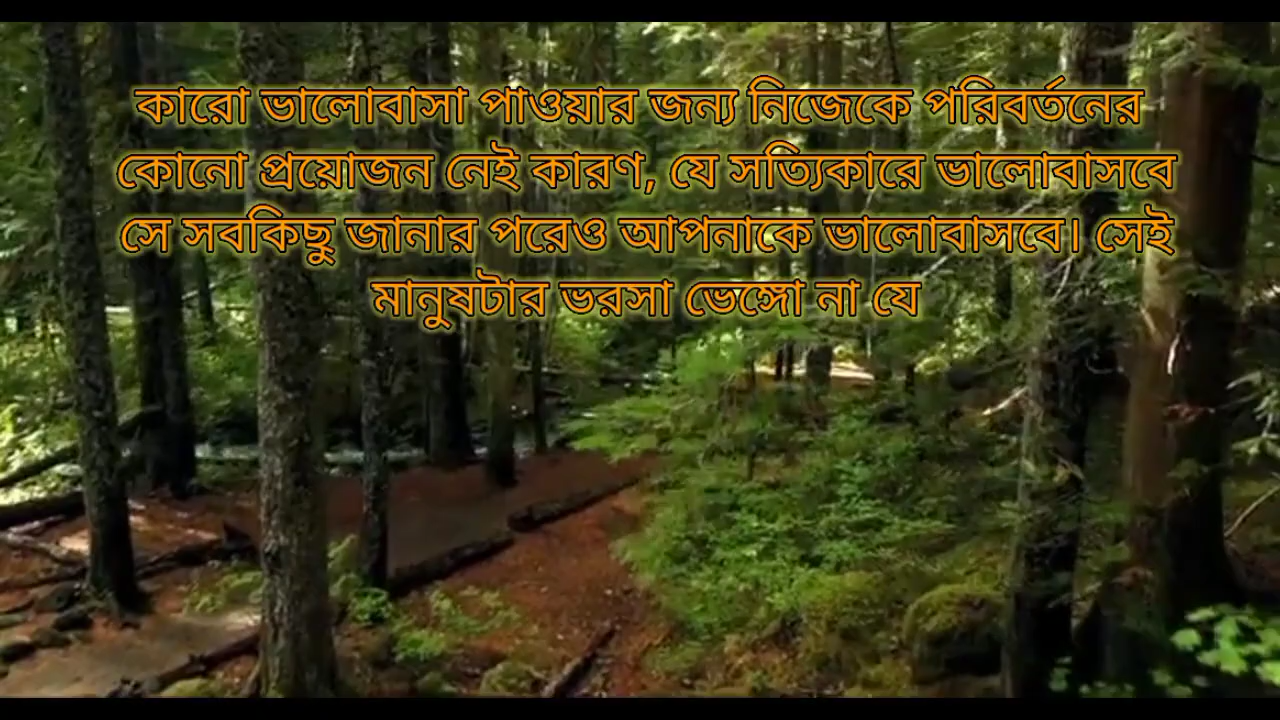 কারো ভালোবাসা পাওয়ার জন্য নিজেকে পরিবর্তনের
কোনো প্রয়োজন নেই কারণ, যে সত্যিকারে ভালোবাসবে
সে সবকিছু জানার পরেও আপনাকে ভালোবাসবে। সেই
মানুষটার ভরসা ভেঙ্গো না যে